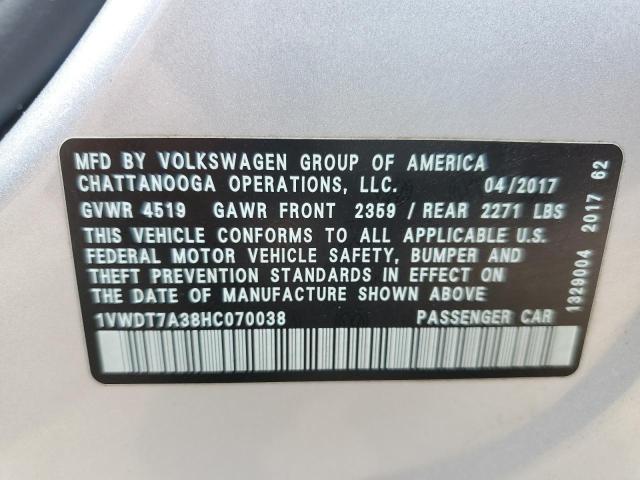 MFD BY VOLKSWAGEN GROUP OF AMERICA
CHATTANOOGA OPERATIONS, LLC. 04/2017
GVWR 4519 GAWR FRONT 2359 / REAR 2271 LBS
THIS VEHICLE CONFORMS TO ALL APPLICABLE U.S.
FEDERAL MOTOR VEHICLE SAFETY, BUMPER AND
THEFT PREVENTION STANDARDS IN EFFECT ON
THE DATE OF MANUFACTURE SHOWN ABOVE
1VWDT7A38HC070038 PASSENGER CAR
1329004 2017 62